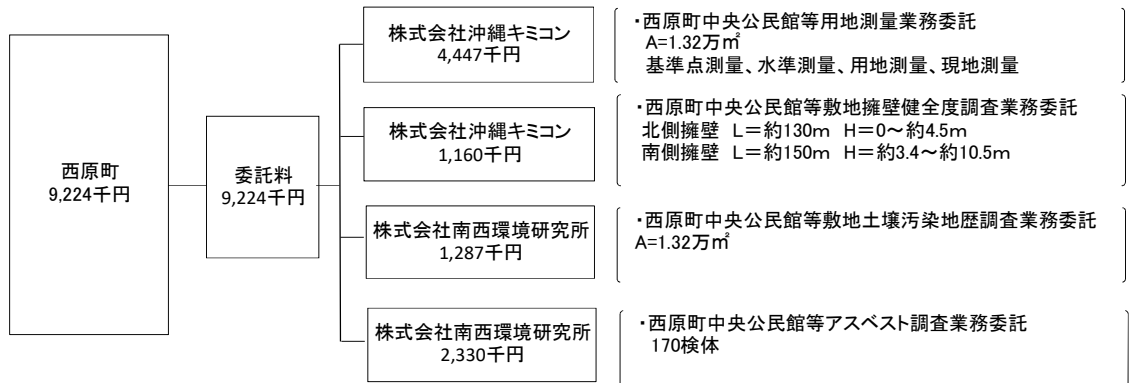 西原町
9,224千円
委託料
9,224千円
株式会社沖縄キミコン
4,447千円
・西原町中央公民館等用地測量業務委託
A=1.32万㎡
基準点測量、水準測量、用地測量、現地測量
株式会社沖縄キミコン
1,160千円
・西原町中央公民館等敷地擁壁健全度調査業務委託
北側擁壁 L=約130m H=0~約4.5m
南側擁壁 L=約150m H=約3.4~約10.5m
株式会社南西環境研究所
1,287千円
・西原町中央公民館等敷地土壌汚染地歴調査業務委託
A=1.32万㎡
株式会社南西環境研究所
2,330千円
・西原町中央公民館等アスベスト調査業務委託
170検体